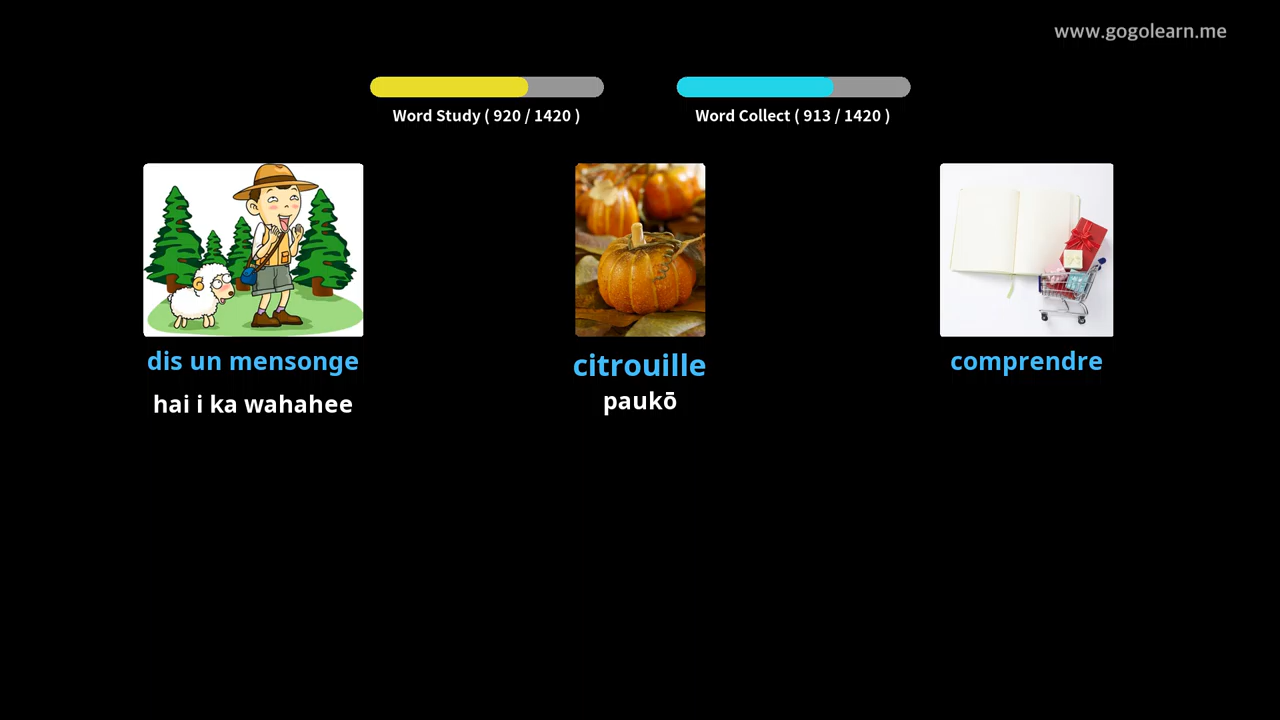 www.gogolearn.me
Word Study ( 920 / 1420 )
Word Collect ( 913 / 1420 )
dis un mensonge
hai i ka wahahee
citrouille
paukō
comprendre